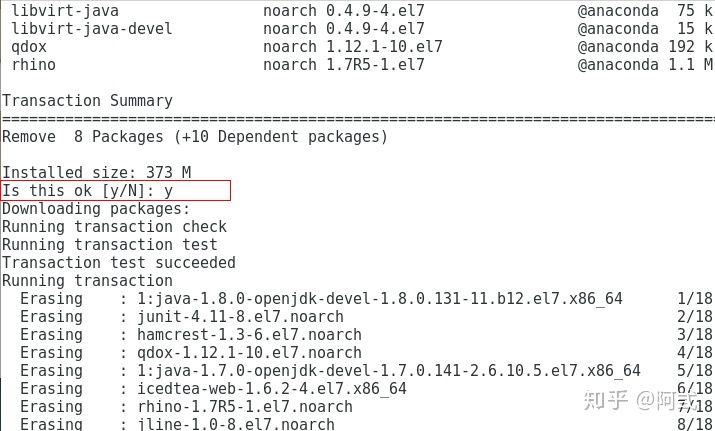 libvirt-java noarch 0.4.9-4.el7 @anaconda 75 k
libvirt-java-devel noarch 0.4.9-4.el7 @anaconda 15 k
qdox noarch 1.12.1-10.el7 @anaconda 192 k
rhino noarch 1.7R5-1.el7 @anaconda 1.1 M
Transaction Summary
================================================================================
Remove  8 Packages (+10 Dependent packages)
Installed size: 373 M
Is this ok [y/N]: y
Downloading packages:
Running transaction check
Running transaction test
Transaction test succeeded
Running transaction
Erasing : 1:java-1.8.0-openjdk-devel-1.8.0.131-11.b12.el7.x86_64 1/18
Erasing : junit-4.11-8.el7.noarch 2/18
Erasing : hamcrest-1.3-6.el7.noarch 3/18
Erasing : qdox-1.12.1-10.el7.noarch 4/18
Erasing : 1:java-1.7.0-openjdk-devel-1.7.0.141-2.6.10.5.el7.x86_64 5/18
Erasing : icedtea-web-1.6.2-4.el7.x86_64 6/18
Erasing : rhino-1.7R5-1.el7.noarch 7/18
Erasing : jline-1.0-8.el7.noarch 8/18
知乎 @阿弎